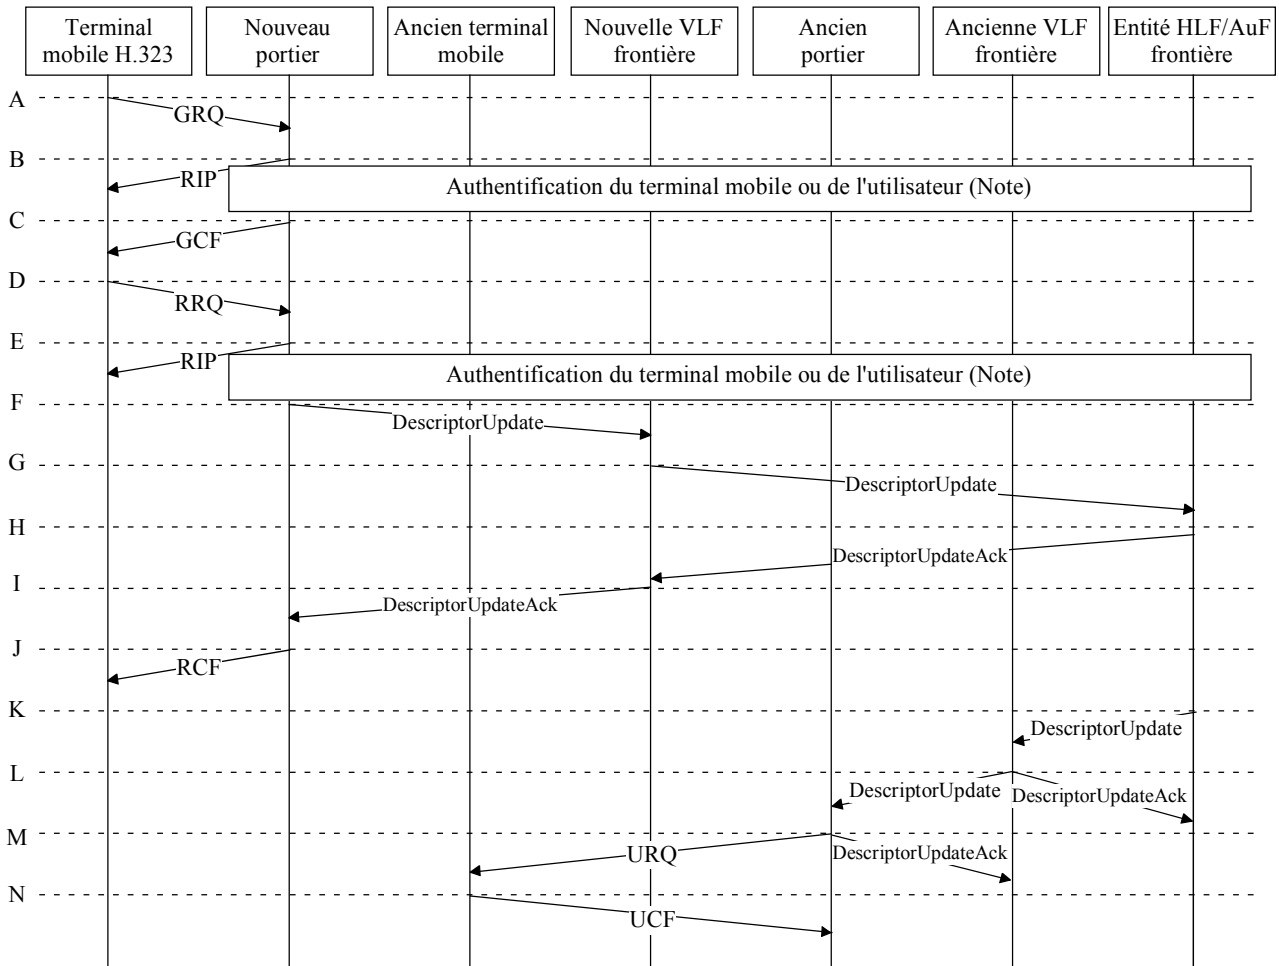 Terminal
mobile H.323
Nouveau
portier
Ancien terminal
mobile
Nouvelle VLF
frontière
Ancien
portier
Ancienne VLF
frontière
Entité HLF/AuF
frontière
A
GRQ
B
RIP
Authentification du terminal mobile ou de l'utilisateur (Note)
C
GCF
D
RRQ
E
RIP
Authentification du terminal mobile ou de l'utilisateur (Note)
F
DescriptorUpdate
G
DescriptorUpdate
H
DescriptorUpdateAck
I
DescriptorUpdateAck
J
RCF
K
DescriptorUpdate
L
DescriptorUpdate
DescriptorUpdateAck
M
URQ
DescriptorUpdateAck
N
UCF